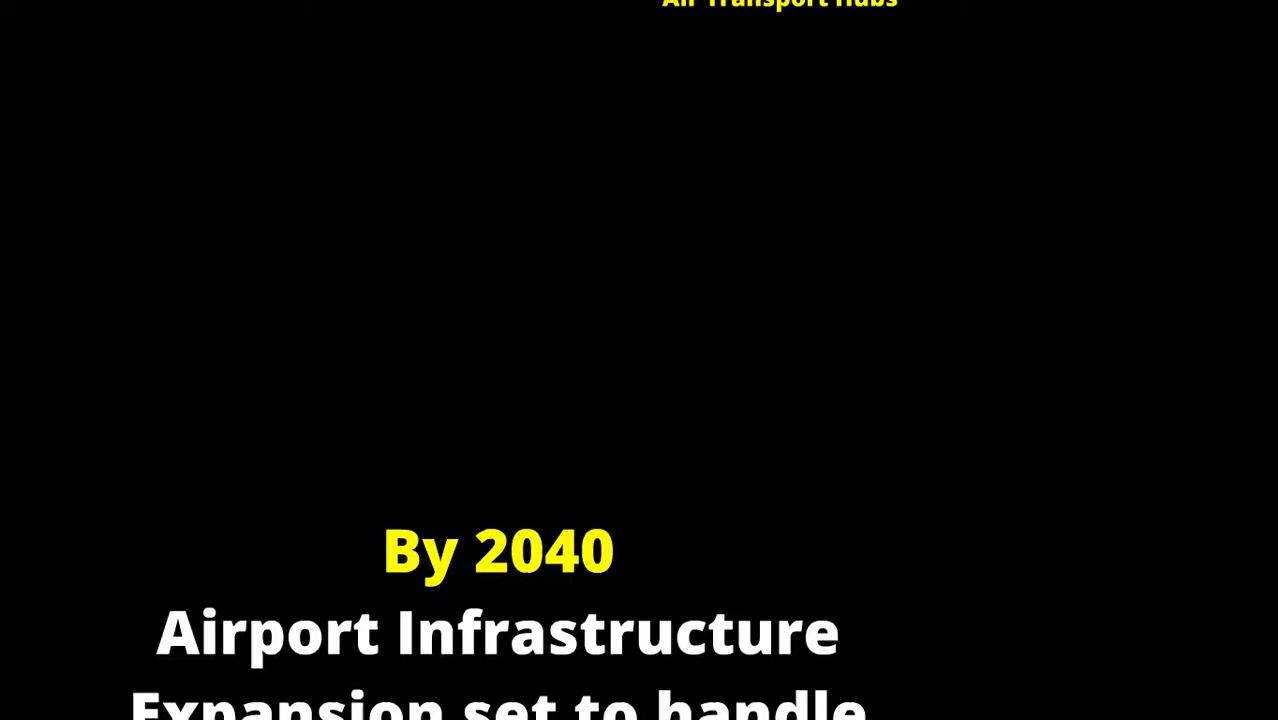 Air Transport Hubs
By 2040
Airport Infrastructure
Expansion set to handle